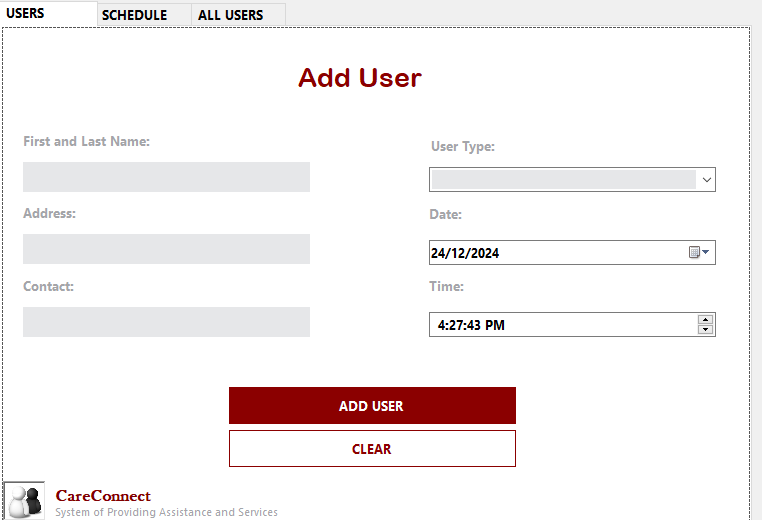 USERS
SCHEDULE
ALL USERS
Add User
First and Last Name:
User Type:
Address:
Date:
24/12/2024
Contact:
Time:
4:27:43 PM
ADD USER
CLEAR
CareConnect
System of Providing Assistance and Services